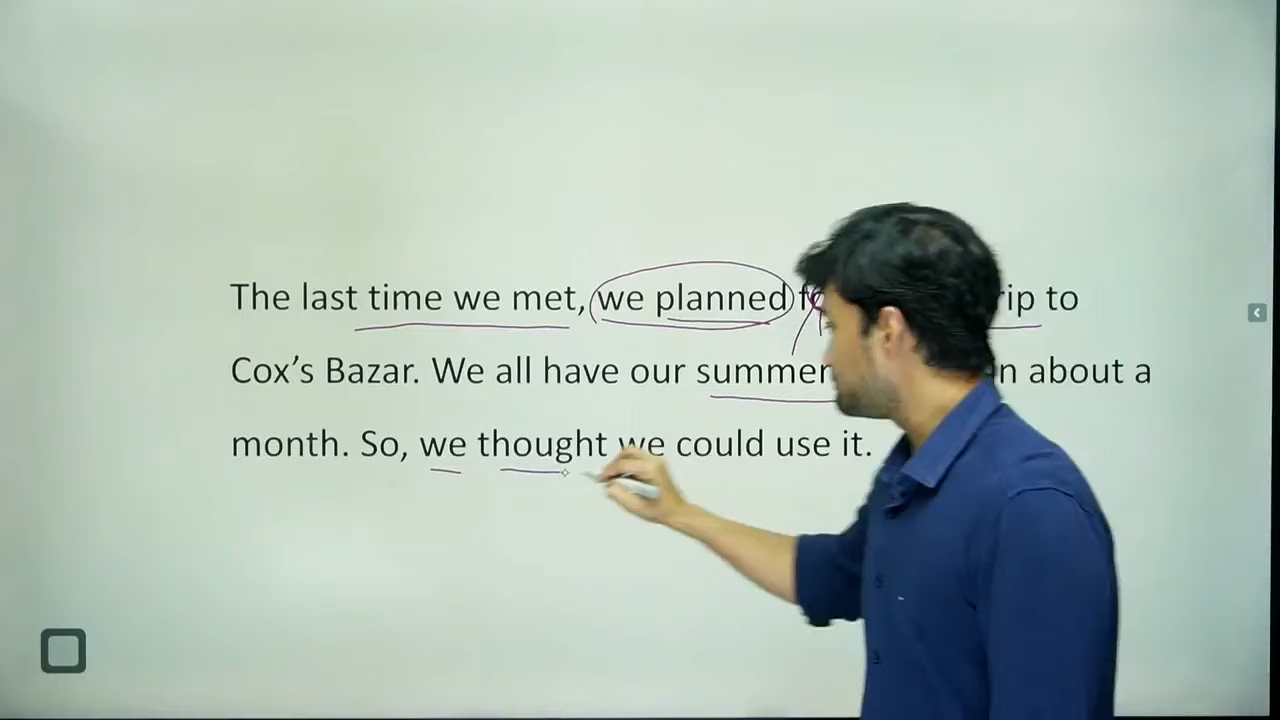 The last time we met, we planned to
Cox's Bazar. We all have our summer about a
month. So, we thought we could use it.